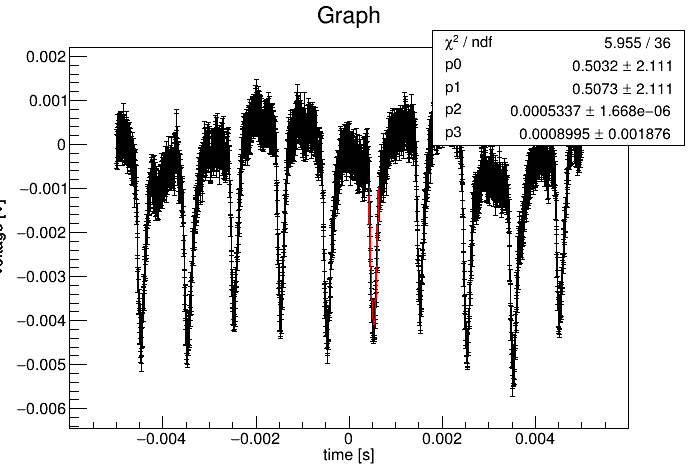 Graph
χ² / ndf 5.955 / 36
p0 0.5032 ± 2.111
p1 0.5073 ± 2.111
p2 0.0005337 ± 1.668e−06
p3 0.0008995 ± 0.001876
0.002
0.001
0
−0.001
−0.002
−0.003
−0.004
−0.005
−0.006
−0.004 −0.002 0 0.002 0.004
time [s]